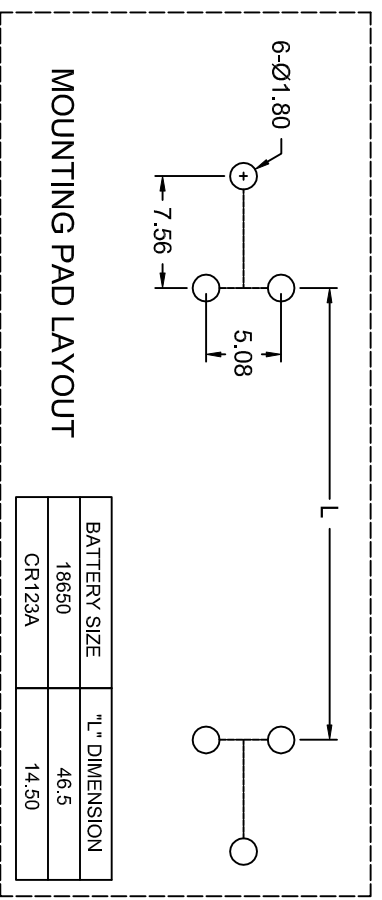 6-Ø1.80
7.56
5.08
L
MOUNTING PAD LAYOUT
BATTERY SIZE "L" DIMENSION
18650 46.5
CR123A 14.50